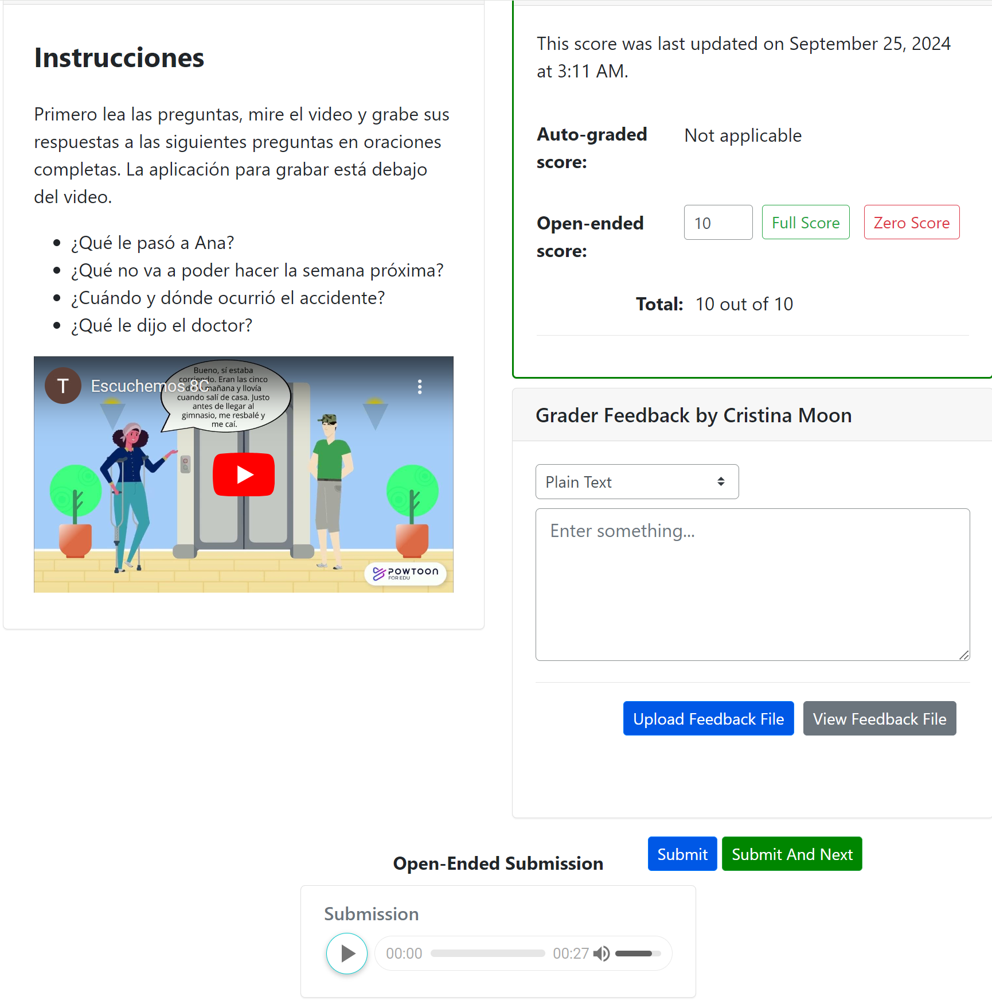 Instrucciones
Primero lea las preguntas, mire el video y grabe sus
respuestas a las siguientes preguntas en oraciones
completas. La aplicación para grabar está debajo
del video.
¿Qué le pasó a Ana?
¿Qué no va a poder hacer la semana próxima?
¿Cuándo y dónde ocurrió el accidente?
¿Qué le dijo el doctor?
T
Escuchemos 8C
Bueno, sí estaba
corriendo. Eran las cinco
de la mañana y llovía
cuando salí de casa. Justo
antes de llegar al
gimnasio, me resbalé y
me caí.
POWTOON
FOR EDU
This score was last updated on September 25, 2024
at 3:11 AM.
Auto-graded
score:
Not applicable
Open-ended
score:
10
Full Score
Zero Score
Total: 10 out of 10
Grader Feedback by Cristina Moon
Plain Text
Enter something...
Upload Feedback File
View Feedback File
Submit
Submit And Next
Open-Ended Submission
Submission
00:00
00:27